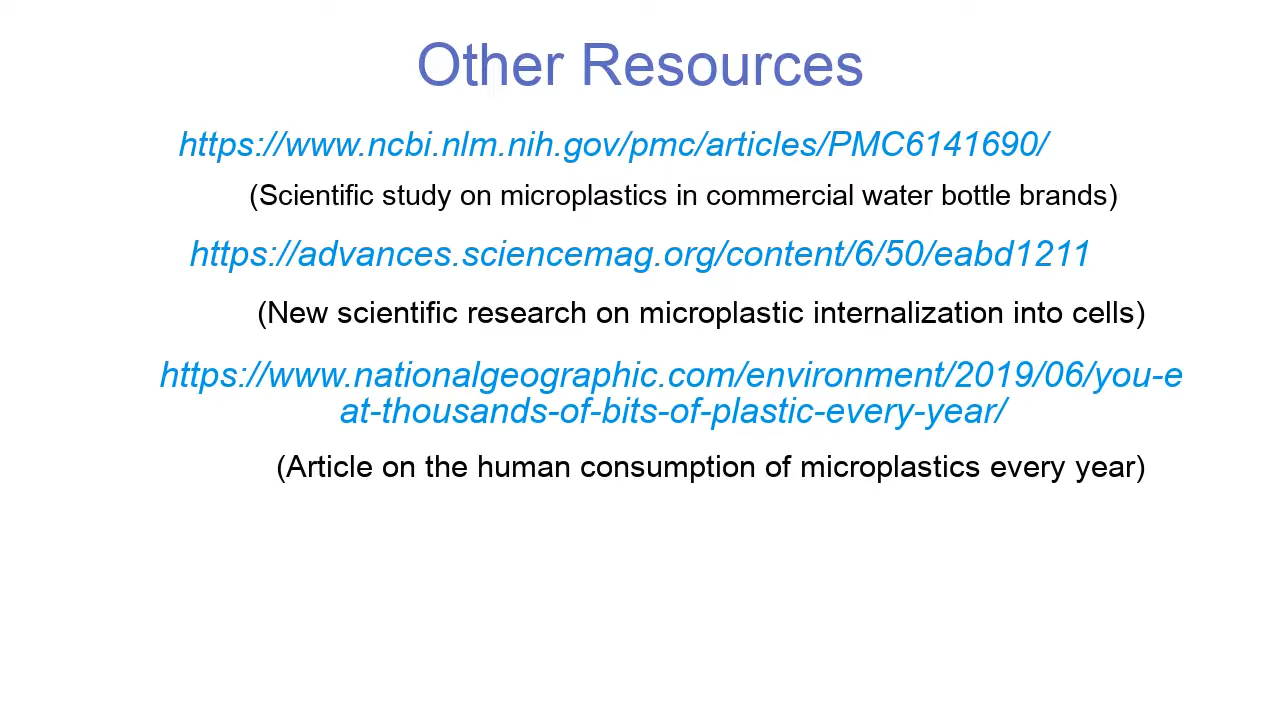 Other Resources
https://www.ncbi.nlm.nih.gov/pmc/articles/PMC6141690/
(Scientific study on microplastics in commercial water bottle brands)
https://advances.sciencemag.org/content/6/50/eabd1211
(New scientific research on microplastic internalization into cells)
https://www.nationalgeographic.com/environment/2019/06/you-e
at-thousands-of-bits-of-plastic-every-year/
(Article on the human consumption of microplastics every year)